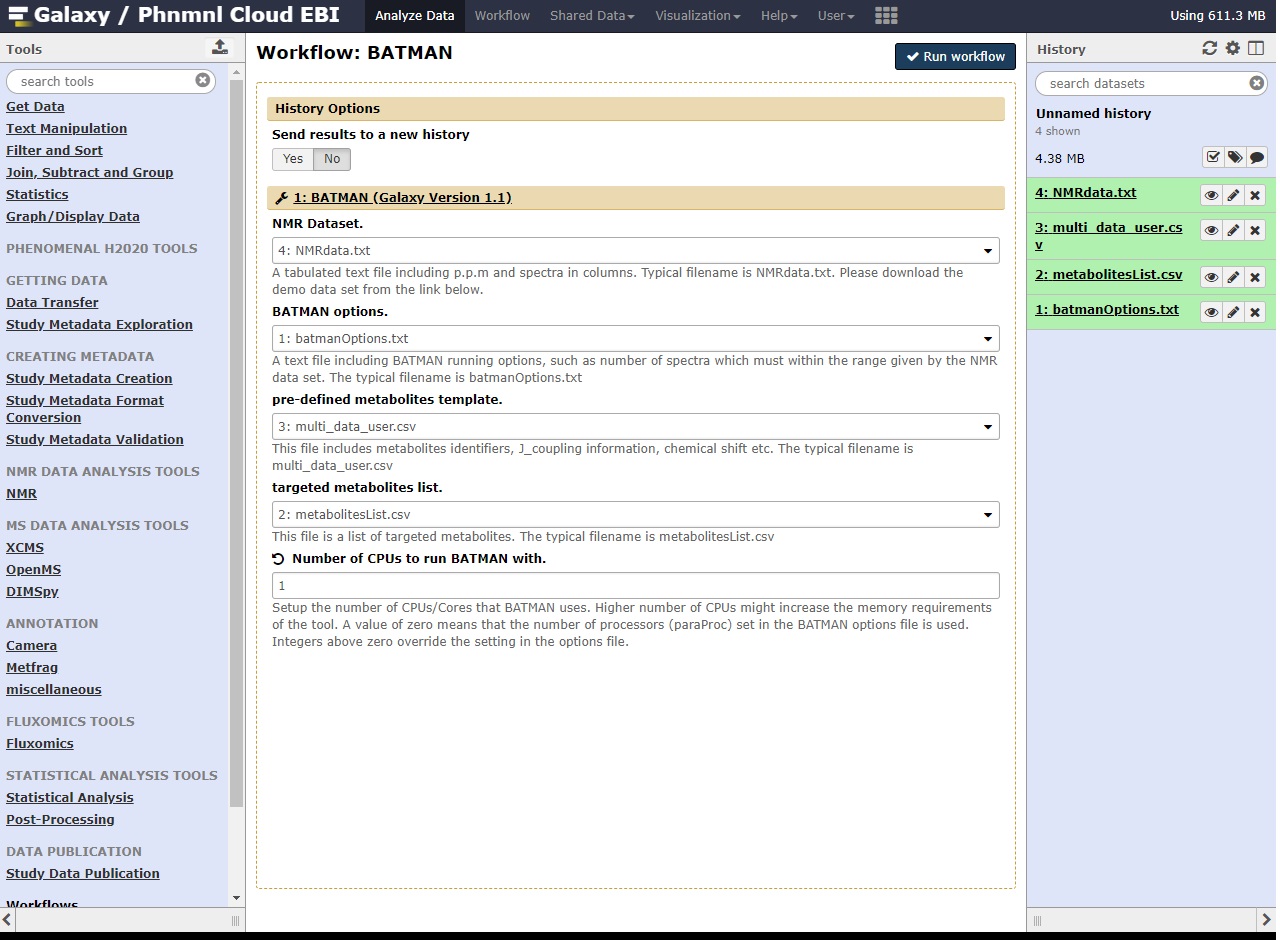 Galaxy / Phnmnl Cloud EBI
Analyze Data
Workflow
Shared Data
Visualization
Help
User
Using 611.3 MB
Tools
search tools
Get Data
Text Manipulation
Filter and Sort
Join, Subtract and Group
Statistics
Graph/Display Data
PHENOMENAL H2020 TOOLS
GETTING DATA
Data Transfer
Study Metadata Exploration
CREATING METADATA
Study Metadata Creation
Study Metadata Format
Conversion
Study Metadata Validation
NMR DATA ANALYSIS TOOLS
NMR
MS DATA ANALYSIS TOOLS
XCMS
OpenMS
DIMSpy
ANNOTATION
Camera
Metfrag
miscellaneous
FLUXOMICS TOOLS
Fluxomics
STATISTICAL ANALYSIS TOOLS
Statistical Analysis
Post-Processing
DATA PUBLICATION
Study Data Publication
Workflows
Workflow: BATMAN
Run workflow
History Options
Send results to a new history
Yes
No
1: BATMAN (Galaxy Version 1.1)
NMR Dataset.
4: NMRdata.txt
A tabulated text file including p.p.m and spectra in columns. Typical filename is NMRdata.txt. Please download the
demo data set from the link below.
BATMAN options.
1: batmanOptions.txt
A text file including BATMAN running options, such as number of spectra which must within the range given by the NMR
data set. The typical filename is batmanOptions.txt
pre-defined metabolites template.
3: multi_data_user.csv
This file includes metabolites identifiers, J_coupling information, chemical shift etc. The typical filename is
multi_data_user.csv
targeted metabolites list.
2: metabolitesList.csv
This file is a list of targeted metabolites. The typical filename is metabolitesList.csv
Number of CPUs to run BATMAN with.
1
Setup the number of CPUs/Cores that BATMAN uses. Higher number of CPUs might increase the memory requirements
of the tool. A value of zero means that the number of processors (paraProc) set in the BATMAN options file is used.
Integers above zero override the setting in the options file.
History
search datasets
Unnamed history
4 shown
4.38 MB
4: NMRdata.txt
3: multi_data_user.cs
v
2: metabolitesList.csv
1: batmanOptions.txt